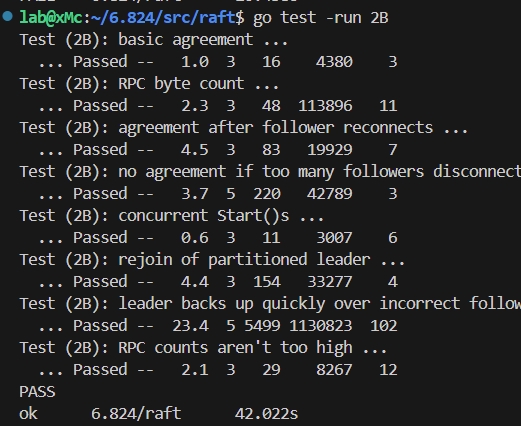 lab@xMc:~/6.824/src/raft$ go test -run 2B
Test (2B): basic agreement ...
  ... Passed --   1.0  3   16    4380    3
Test (2B): RPC byte count ...
  ... Passed --   2.3  3   48  113896   11
Test (2B): agreement after follower reconnects ...
  ... Passed --   4.5  3   83   19929    7
Test (2B): no agreement if too many followers disconnect
  ... Passed --   3.7  5  220   42789    3
Test (2B): concurrent Start()s ...
  ... Passed --   0.6  3   11    3007    6
Test (2B): rejoin of partitioned leader ...
  ... Passed --   4.4  3  154   33277    4
Test (2B): leader backs up quickly over incorrect follow
  ... Passed --  23.4  5 5499 1130823  102
Test (2B): RPC counts aren't too high ...
  ... Passed --   2.1  3   29    8267   12
PASS
ok      6.824/raft      42.022s